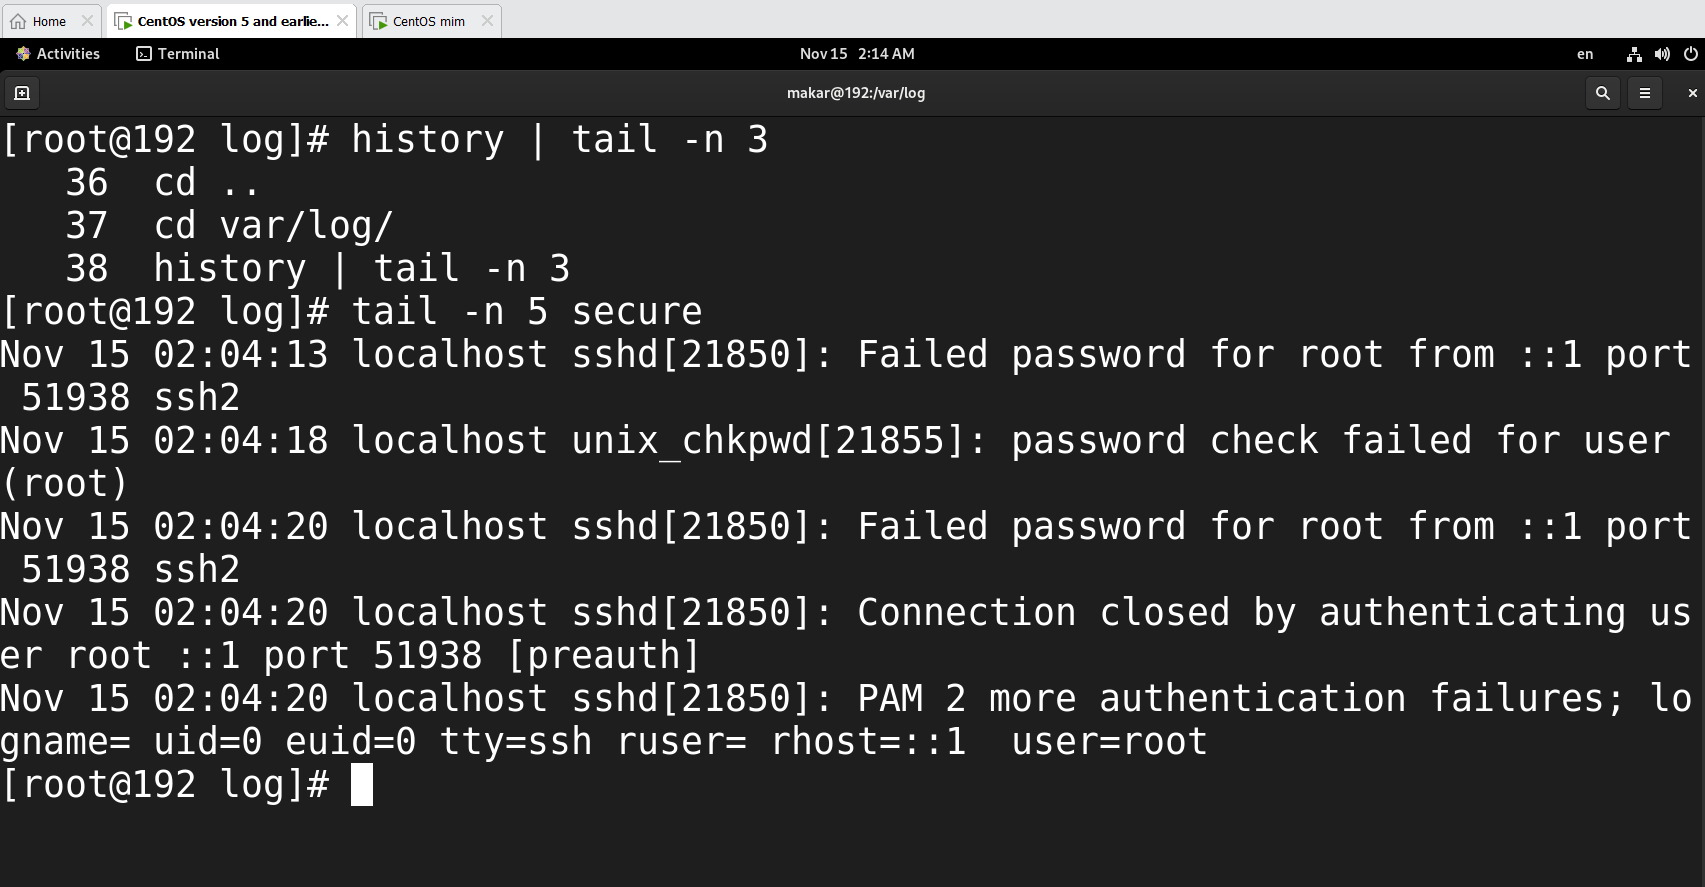 Home
CentOS version 5 and earlie...
CentOS mim
Activities
Terminal
Nov 15 2:14 AM
en
makar@192:/var/log
[root@192 log]# history | tail -n 3
36 cd ..
37 cd var/log/
38 history | tail -n 3
[root@192 log]# tail -n 5 secure
Nov 15 02:04:13 localhost sshd[21850]: Failed password for root from ::1 port
51938 ssh2
Nov 15 02:04:18 localhost unix_chkpwd[21855]: password check failed for user
(root)
Nov 15 02:04:20 localhost sshd[21850]: Failed password for root from ::1 port
51938 ssh2
Nov 15 02:04:20 localhost sshd[21850]: Connection closed by authenticating us
er root ::1 port 51938 [preauth]
Nov 15 02:04:20 localhost sshd[21850]: PAM 2 more authentication failures; lo
gname= uid=0 euid=0 tty=ssh ruser= rhost=::1  user=root
[root@192 log]#